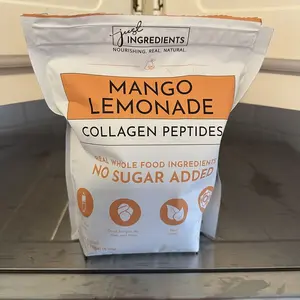 just
INGREDIENTS
NOURISHING. REAL. NATURAL.
MANGO
LEMONADE
COLLAGEN PEPTIDES
REAL WHOLE FOOD INGREDIENTS
NO SUGAR ADDED